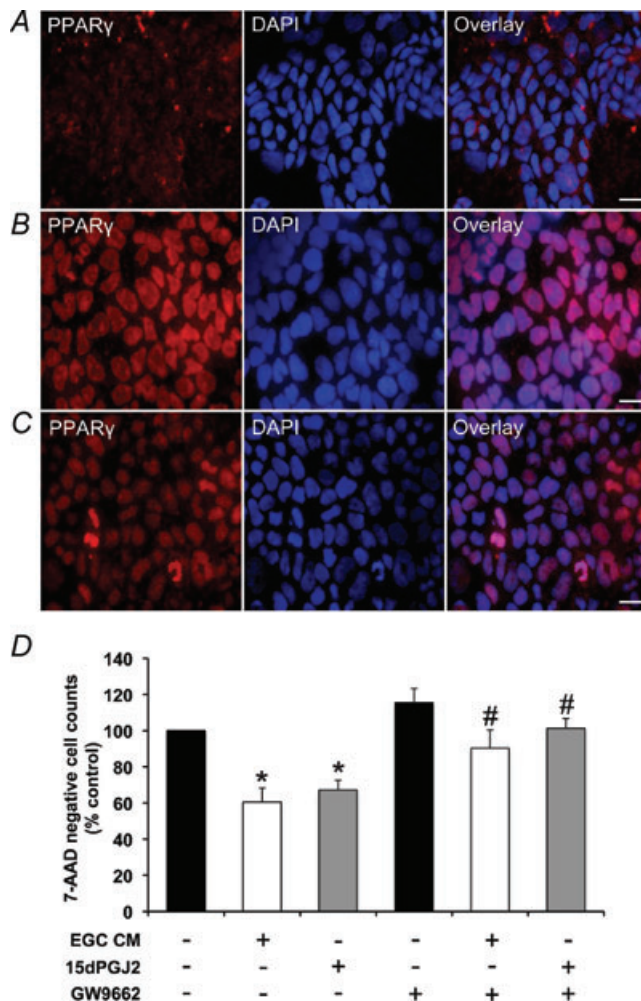 A PPARγ DAPI Overlay
B PPARγ DAPI Overlay
C PPARγ DAPI Overlay
D
7-AAD negative cell counts
(% control)
140
120
100
80
60
40
20
0
* * # #
EGC CM - + - - + -
15dPGJ2 - - + - - +
GW9662 - - - + + +